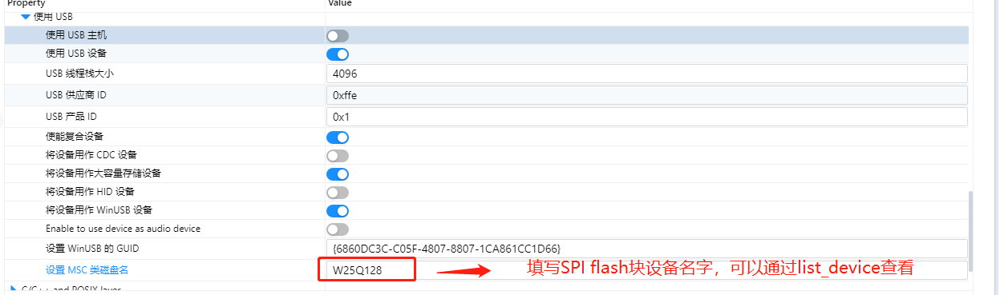 Property Value
使用 USB
使用 USB 主机
使用 USB 设备
USB 线程栈大小 4096
USB 供应商 ID 0xffe
USB 产品 ID 0x1
使能复合设备
将设备用作 CDC 设备
将设备用作大容量存储设备
将设备用作 HID 设备
将设备用作 WinUSB 设备
Enable to use device as audio device
设置 WinUSB 的 GUID {6860DC3C-C05F-4807-8807-1CA861CC1D66}
设置 MSC 类磁盘名 W25Q128 填写SPI flash块设备名字，可以通过list_device查看
C/C++ and POSIX layer